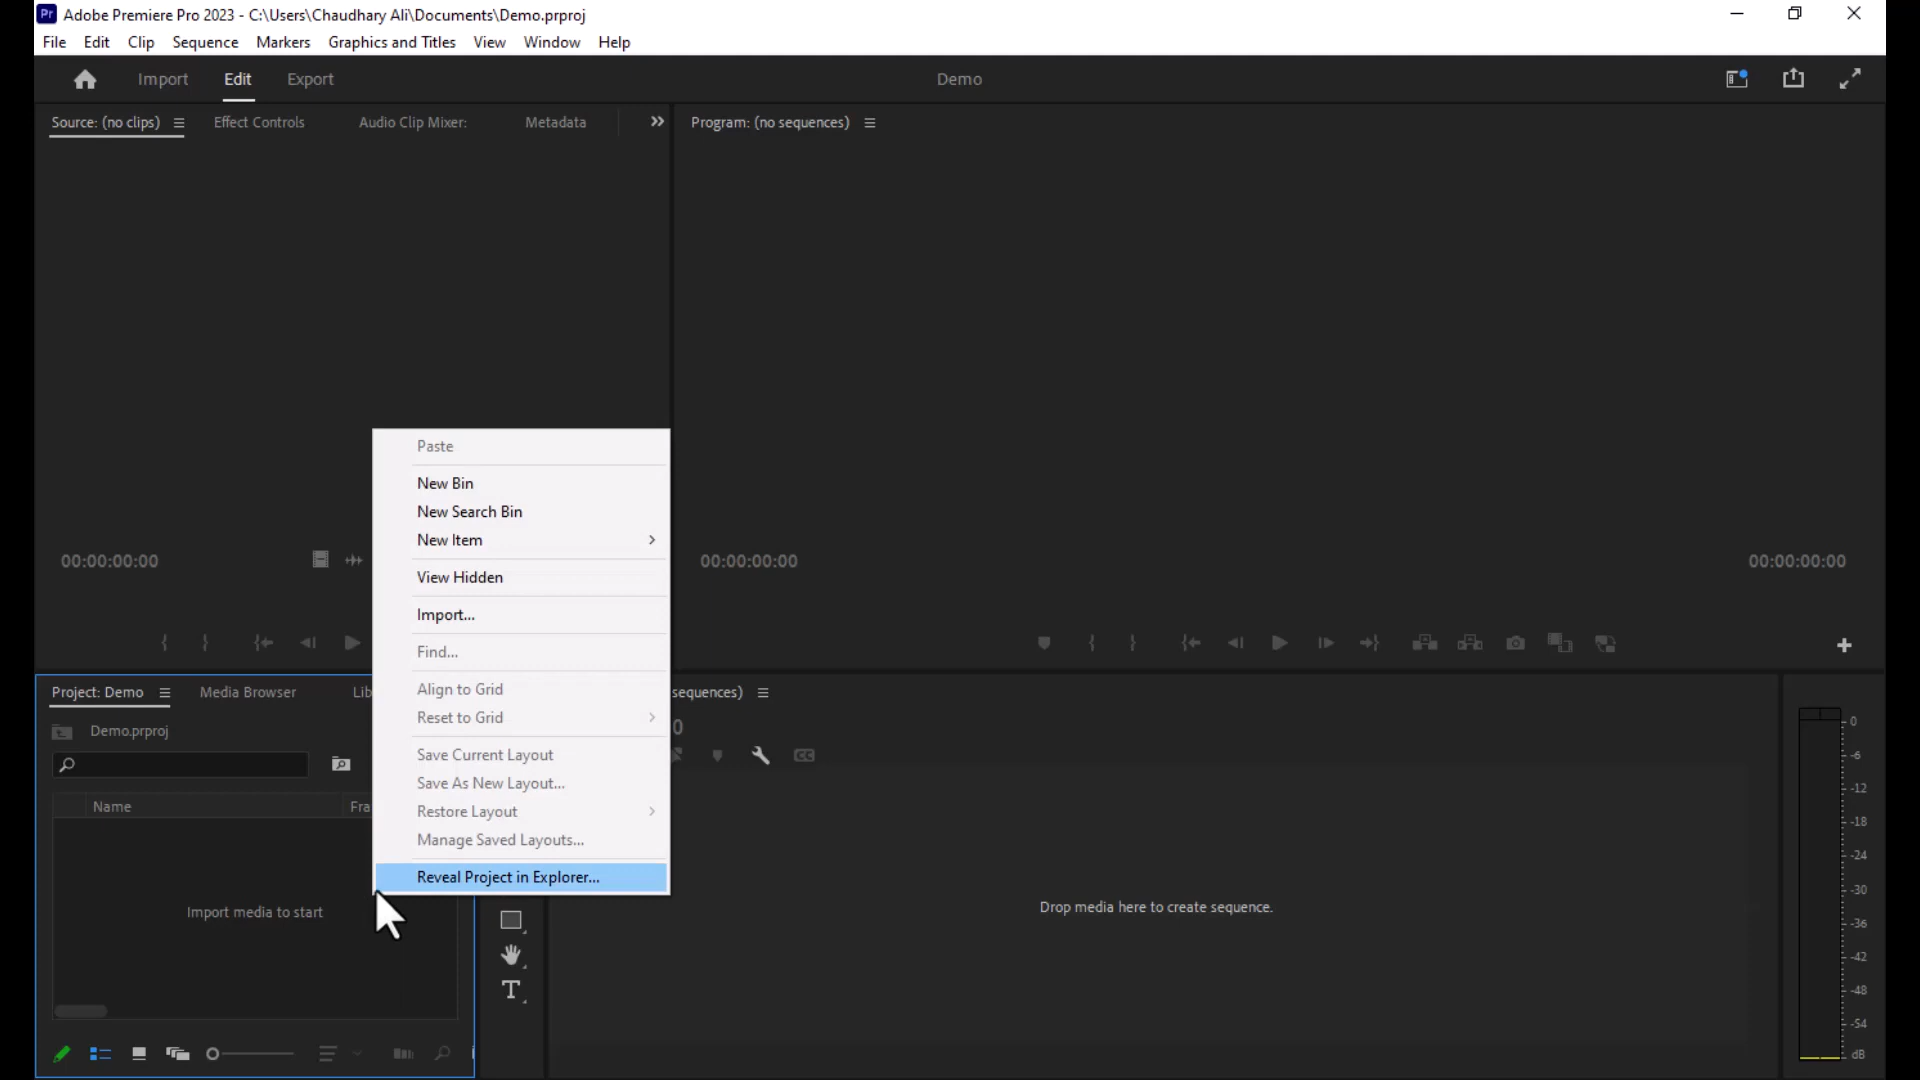 Pr Adobe Premiere Pro 2023 - C:\Users\Chaudhary Ali\Documents\Demo.prproj
File Edit Clip Sequence Markers Graphics and Titles View Window Help
Import Edit Export Demo
Source: (no clips) Effect Controls Audio Clip Mixer: Metadata Program: (no sequences)
Paste
New Bin
New Search Bin
New Item
View Hidden
Import...
Find...
Align to Grid
Reset to Grid
Save Current Layout
Save As New Layout...
Restore Layout
Manage Saved Layouts...
Reveal Project in Explorer...
00:00:00:00 00:00:00:00 00:00:00:00
Project: Demo Media Browser Lib sequences)
Demo.prproj
0
CC
Name Fra
Import media to start
T
Drop media here to create sequence.
0
-6
-12
-18
-24
-30
-36
-42
-48
-54
dB